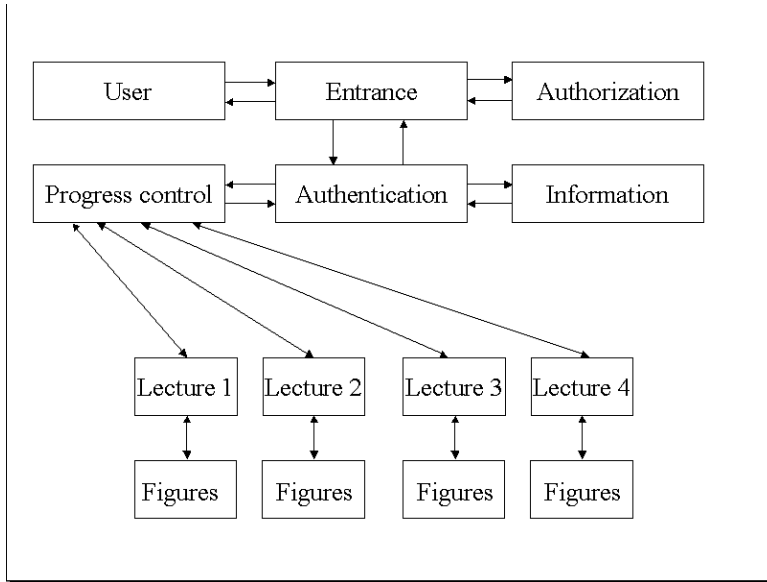 User
Entrance
Authorization
Progress control
Authentication
Information
Lecture 1
Lecture 2
Lecture 3
Lecture 4
Figures
Figures
Figures
Figures